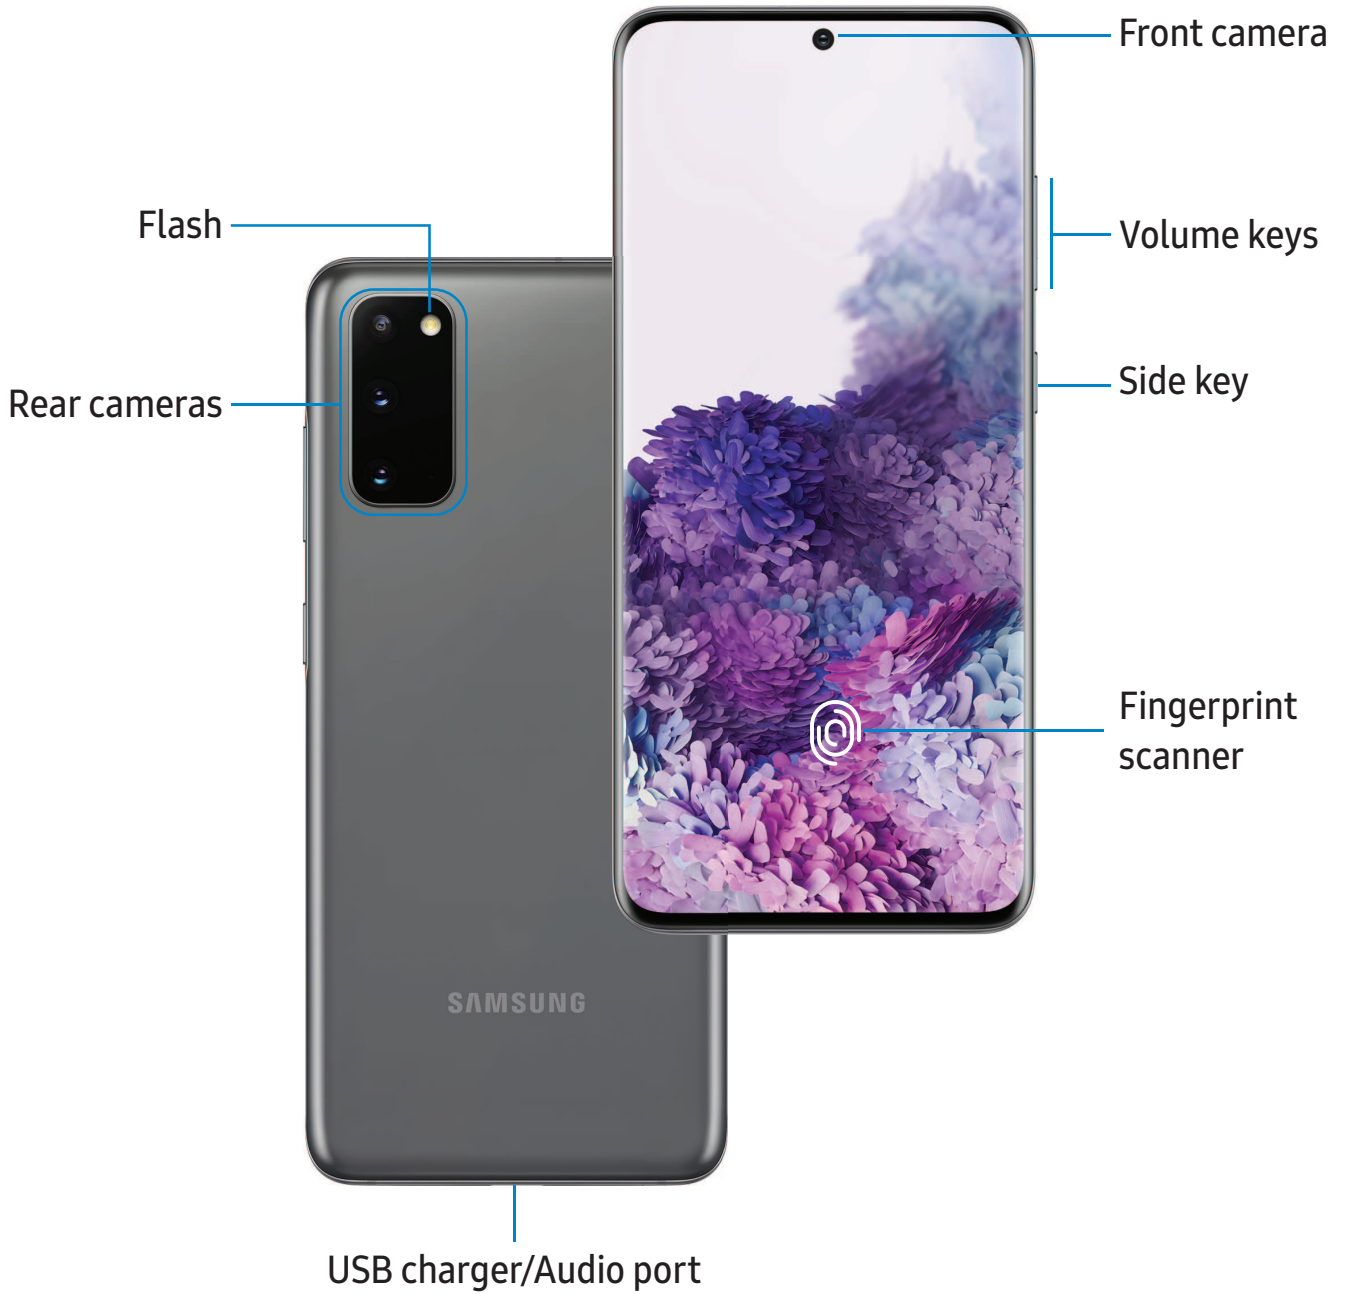 Front camera
Flash
Volume keys
Rear cameras
Side key
Fingerprint
scanner
SAMSUNG
USB charger/Audio port